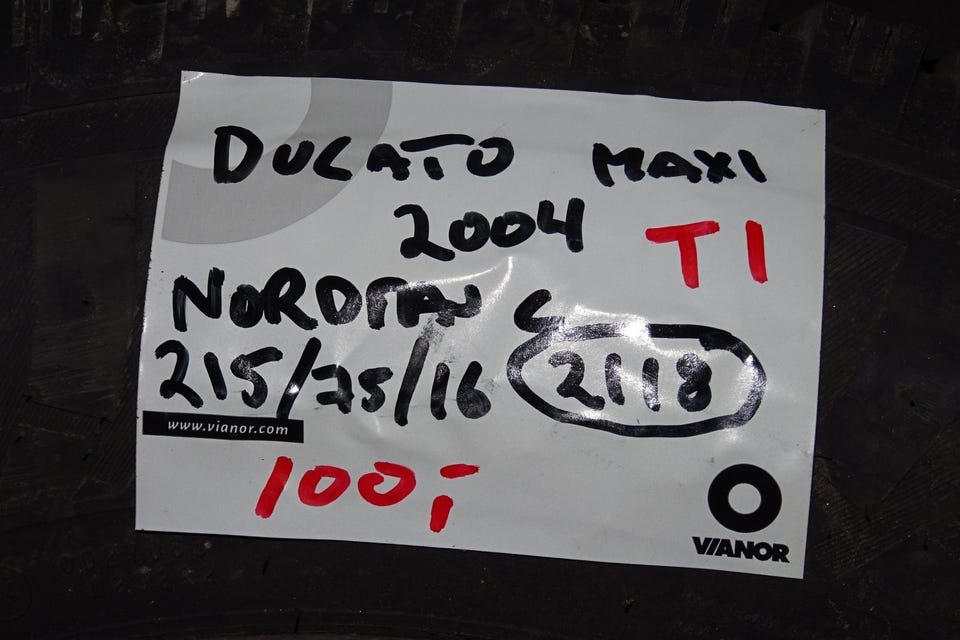 DUCATO MAXI
2004 T1
NORDMAN C
215/75/16 2118
www.vianor.com
100;-
VIANOR